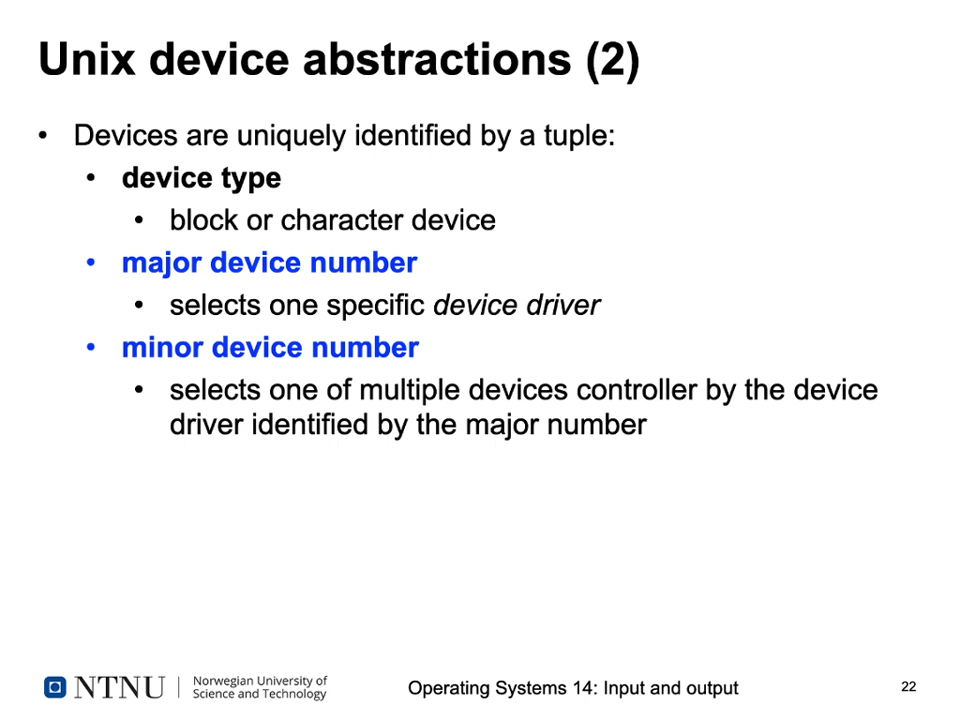 Unix device abstractions (2)
• Devices are uniquely identified by a tuple:
• device type
• block or character device
• major device number
• selects one specific device driver
• minor device number
• selects one of multiple devices controller by the device
driver identified by the major number
NTNU
Norwegian University of
Science and Technology
Operating Systems 14: Input and output
22